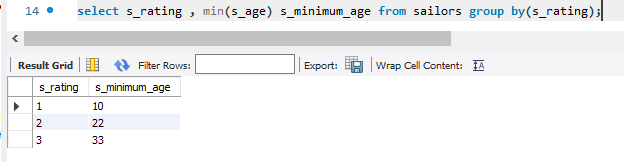 14 select s_rating , min(s_age) s_minimum_age from sailors group by(s_rating);
Result Grid Filter Rows: Export: Wrap Cell Content: IA
s_rating s_minimum_age
1 10
2 22
3 33